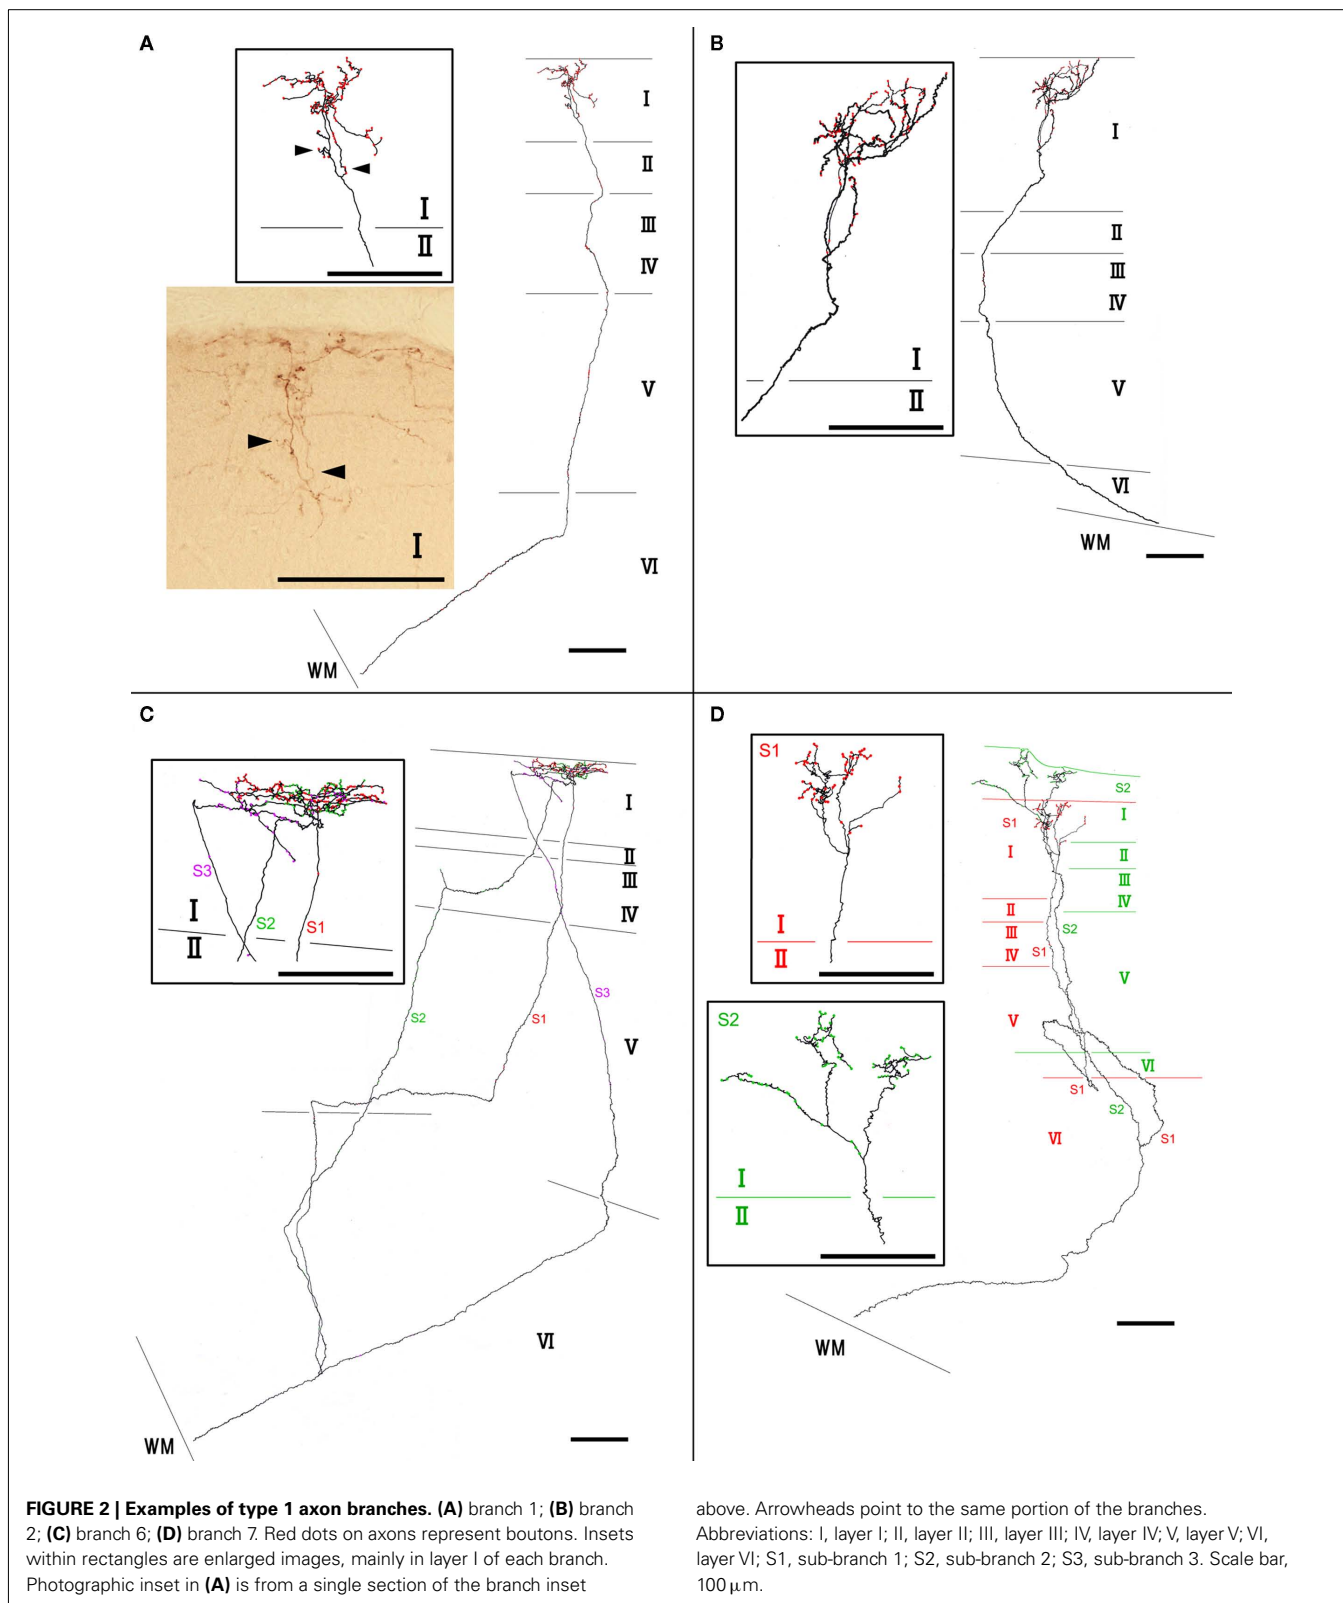 A
I
II
I
II
III
IV
V
VI
I
WM
B
I
II
I
II
III
IV
V
VI
WM
C
S3
S2
S1
I
II
I
II
III
IV
S3
S2
S1
V
VI
WM
D
S1
I
II
S2
I
II
S2
S1
I
I
II
III
IV
II
III
IV
S2
S1
V
V
VI
S1
S2
S1
VI
WM
FIGURE 2 | Examples of type 1 axon branches. (A) branch 1; (B) branch
2; (C) branch 6; (D) branch 7. Red dots on axons represent boutons. Insets
within rectangles are enlarged images, mainly in layer I of each branch.
Photographic inset in (A) is from a single section of the branch inset
above. Arrowheads point to the same portion of the branches.
Abbreviations: I, layer I; II, layer II; III, layer III; IV, layer IV; V, layer V; VI,
layer VI; S1, sub-branch 1; S2, sub-branch 2; S3, sub-branch 3. Scale bar,
100 μm.